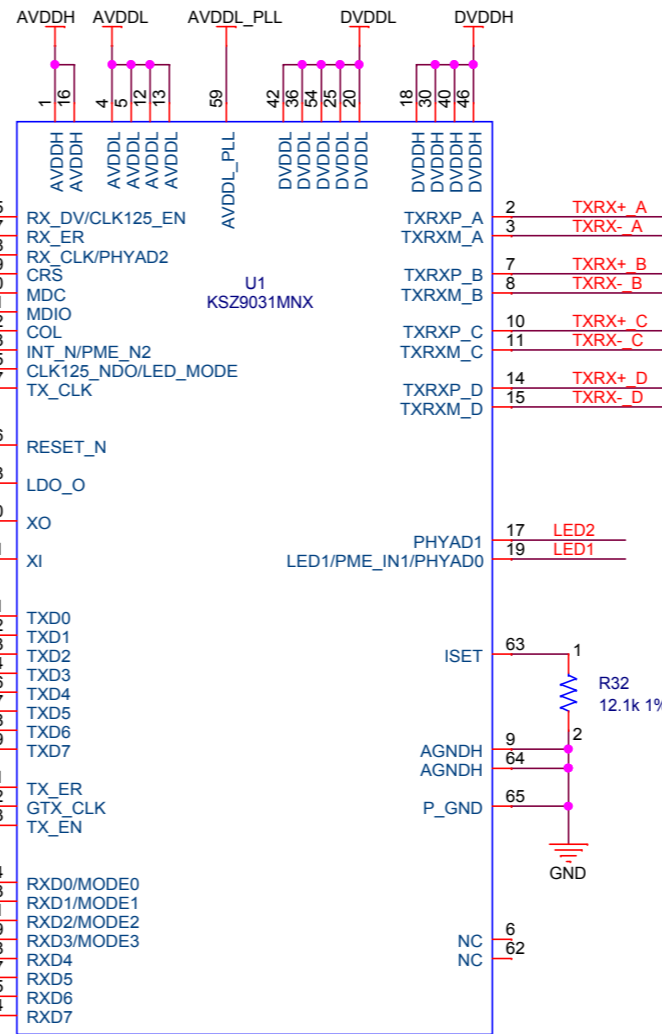 AVDDH AVDDL AVDDL_PLL DVDDL DVDDH
1 16 4 5 12 13 59 42 36 54 25 20 18 30 40 46
AVDDH AVDDH AVDDL AVDDL AVDDL AVDDL AVDDL_PLL DVDDL DVDDL DVDDL DVDDL DVDDL DVDDH DVDDH DVDDH DVDDH
RX_DV/CLK125_EN TXRXP_A 2 TXRX+_A
RX_ER TXRXM_A 3 TXRX-_A
RX_CLK/PHYAD2
CRS TXRXP_B 7 TXRX+_B
U1
MDC TXRXM_B 8 TXRX-_B
KSZ9031MNX
MDIO
COL TXRXP_C 10 TXRX+_C
INT_N/PME_N2 TXRXM_C 11 TXRX-_C
CLK125_NDO/LED_MODE
TX_CLK TXRXP_D 14 TXRX+_D
TXRXM_D 15 TXRX-_D
RESET_N
LDO_O
XO
PHYAD1 17 LED2
XI LED1/PME_IN1/PHYAD0 19 LED1
TXD0
TXD1
TXD2 ISET 63 1
TXD3
R32
TXD4
12.1k 1%
TXD5
TXD6 2
TXD7 AGNDH 9
AGNDH 64
TX_ER
GTX_CLK P_GND 65
TX_EN
GND
RXD0/MODE0
RXD1/MODE1
RXD2/MODE2
RXD3/MODE3 NC 6
RXD4 NC 62
RXD5
RXD6
RXD7